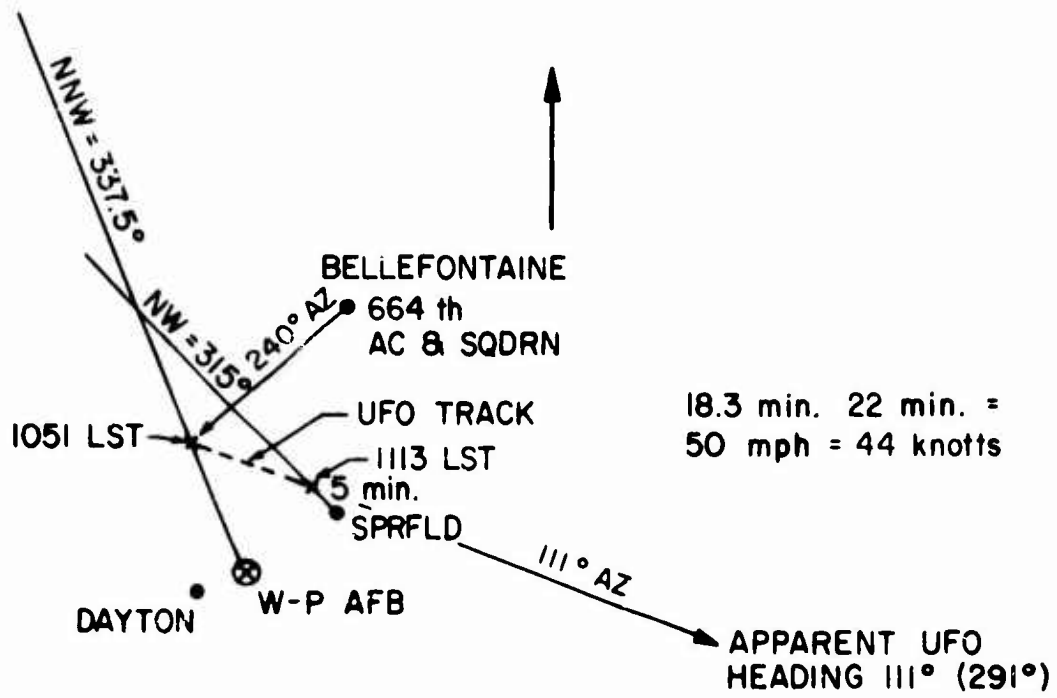 NNW = 337.5°
BELLEFONTAINE
664 th
AC & SQDRN
240° AZ
NW = 315°
UFO TRACK
18.3 min. 22 min. =
50 mph = 44 knotts
1051 LST
1113 LST
5 min.
SPRFLD
111° AZ
W-P AFB
DAYTON
APPARENT UFO
HEADING 111° (291°)